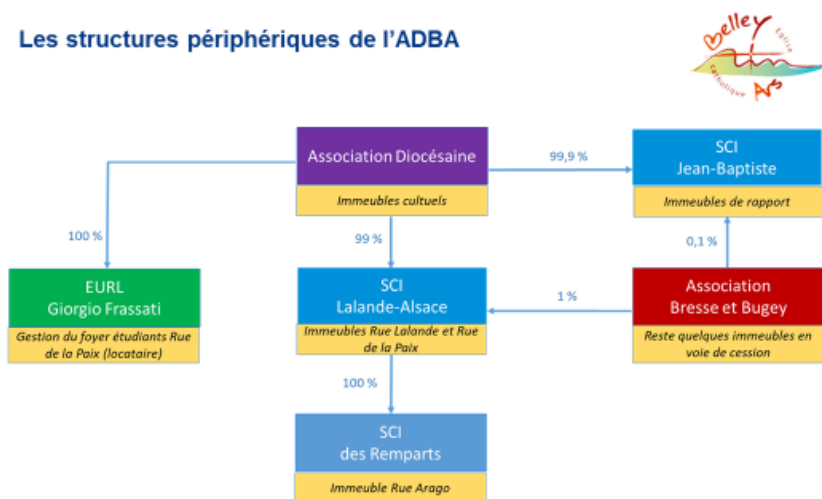 Les structures périphériques de l'ADBA
Belley
Ars
Eglise
catholique
Association Diocésaine
Immeubles cultuels
99,9 %
SCI
Jean-Baptiste
Immeubles de rapport
100 %
99 %
0,1 %
EURL
Giorgio Frassati
Gestion du foyer étudiants Rue
de la Paix (locataire)
SCI
Lalande-Alsace
Immeubles Rue Lalande et Rue
de la Paix
1 %
Association
Bresse et Bugey
Reste quelques immeubles en
voie de cession
100 %
SCI
des Remparts
Immeuble Rue Arago